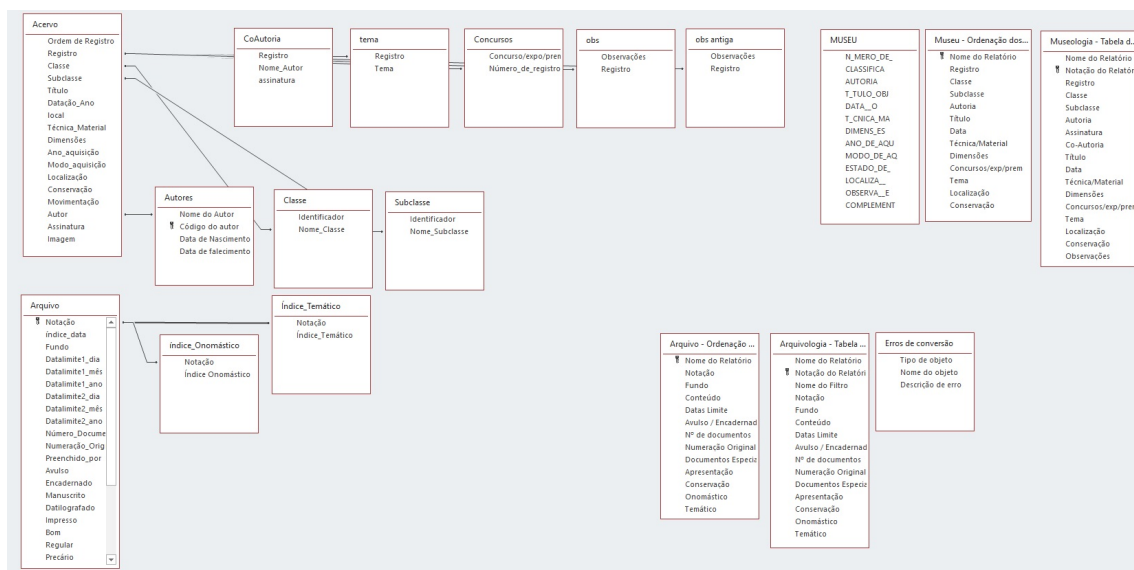 Acervo
Ordem de Registro
Registro
Classe
Subclasse
Título
Datação_Ano
local
Técnica_Material
Dimensões
Ano_aquisição
Modo_aquisição
Localização
Conservação
Movimentação
Autor
Assinatura
Imagem
CoAutoria
Registro
Nome_Autor
assinatura
tema
Registro
Tema
Concursos
Concurso/expo/prem
Número_de_registro
obs
Observações
Registro
obs antiga
Observações
Registro
MUSEU
N_MERO_DE_
CLASSIFICA
AUTORIA
T_TULO_OBJ
DATA__O
T_CNICA_MA
DIMENS_ES
ANO_DE_AQU
MODO_DE_AQ
ESTADO_DE_
LOCALIZA__
OBSERVA__E
COMPLEMENT
Museu - Ordenação dos...
Nome do Relatório
Registro
Classe
Subclasse
Autoria
Título
Data
Técnica/Material
Dimensões
Concursos/exp/prem
Tema
Localização
Conservação
Museologia - Tabela d...
Nome do Relatório
Notação do Relatór
Registro
Classe
Subclasse
Autoria
Assinatura
Co-Autoria
Título
Data
Técnica/Material
Dimensões
Concursos/exp/prem
Tema
Localização
Conservação
Observações
Autores
Nome do Autor
Código do autor
Data de Nascimento
Data de falecimento
Classe
Identificador
Nome_Classe
Subclasse
Identificador
Nome_Subclasse
Arquivo
Notação
índice_data
Fundo
Datalimite1_dia
Datalimite1_mês
Datalimite1_ano
Datalimite2_dia
Datalimite2_mês
Datalimite2_ano
Número_Docume
Numeração_Orig
Preenchido_por
Avulso
Encadernado
Manuscrito
Datilografado
Impresso
Bom
Regular
Precário
índice_Onomástico
Notação
Índice Onomástico
Índice_Temático
Notação
Índice_Temático
Arquivo - Ordenação ...
Nome do Relatório
Notação
Fundo
Conteúdo
Datas Limite
Avulso / Encadernad
Nº de documentos
Numeração Original
Documentos Especia
Apresentação
Conservação
Onomástico
Temático
Arquivologia - Tabela ...
Nome do Relatório
Notação do Relatóri
Nome do Filtro
Notação
Fundo
Conteúdo
Datas Limite
Avulso / Encadernad
Nº de documentos
Numeração Original
Documentos Especia
Apresentação
Conservação
Onomástico
Temático
Erros de conversão
Tipo de objeto
Nome do objeto
Descrição de erro